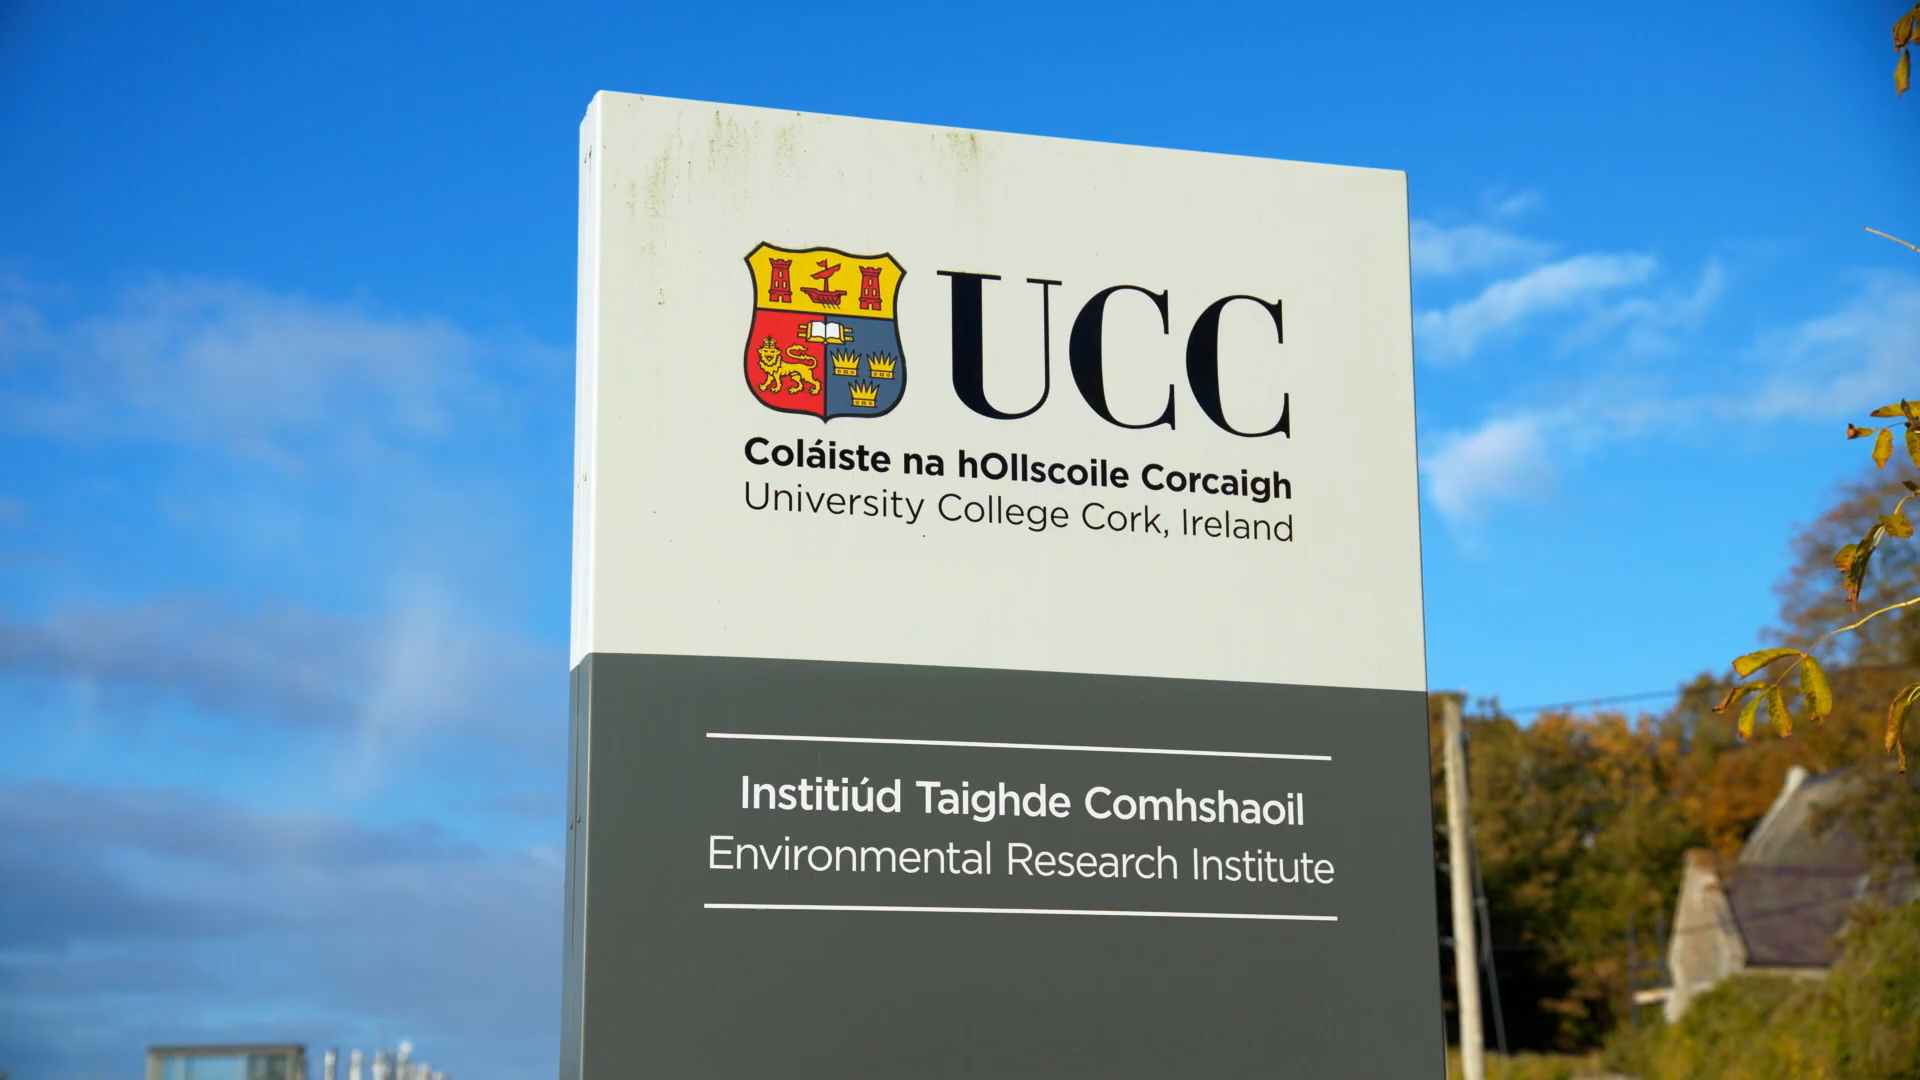 UCC
Coláiste na hOllscoile Corcaigh
University College Cork, Ireland
Institiúd Taighde Comhshaoil
Environmental Research Institute